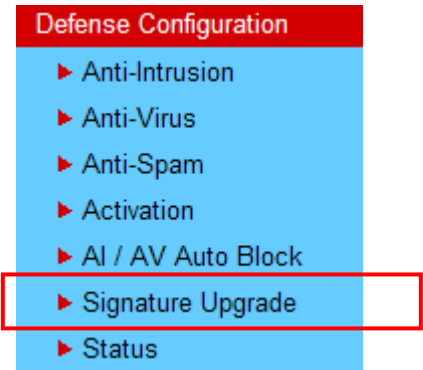 Defense Configuration
Anti-Intrusion
Anti-Virus
Anti-Spam
Activation
AI / AV Auto Block
Signature Upgrade
Status